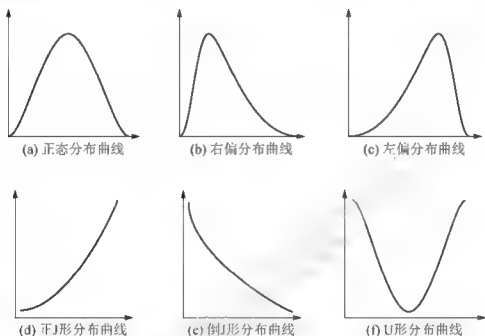 (a) 正态分布曲线
(b) 右偏分布曲线
(c) 左偏分布曲线
(d) 正J形分布曲线
(e) 倒J形分布曲线
(f) U形分布曲线